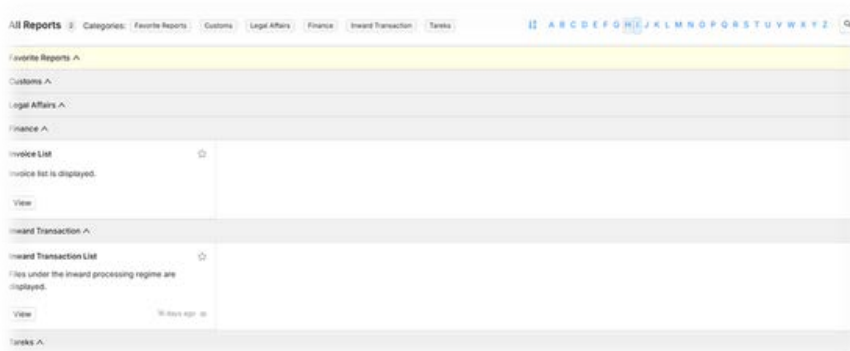 All Reports 2 Categories: Favorite Reports Customs Legal Affairs Finance Inward Transaction Tareks A B C D E F G H I J K L M N O P Q R S T U V W X Y Z
Favorite Reports
Customs
Legal Affairs
Finance
Invoice List
Invoice list is displayed.
View
Inward Transaction
Inward Transaction List
Files under the inward processing regime are
displayed.
View days ago
Tareks